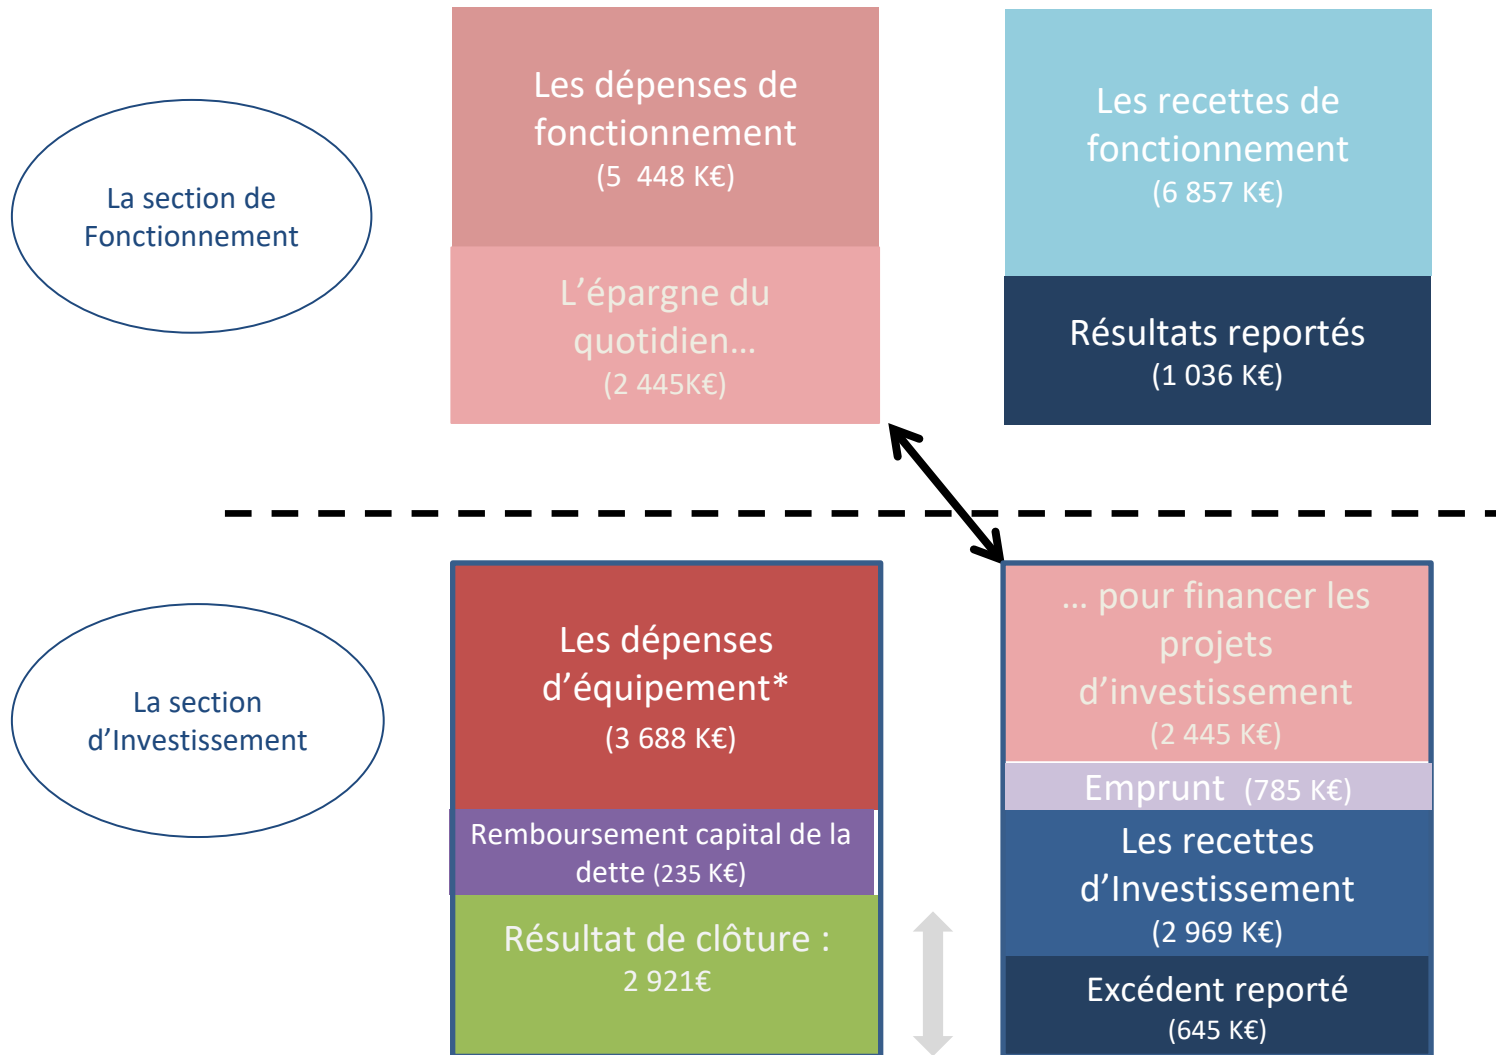 La section de
Fonctionnement
Les dépenses de
fonctionnement
(5  448 K€)
L’épargne du
quotidien…
(2 445K€)
Les recettes de
fonctionnement
(6 857 K€)
Résultats reportés
(1 036 K€)
La section
d’Investissement
Les dépenses
d’équipement*
(3 688 K€)
Remboursement capital de la
dette (235 K€)
Résultat de clôture :
2 921€
… pour financer les
projets
d’investissement
(2 445 K€)
Emprunt  (785 K€)
Les recettes
d’Investissement
(2 969 K€)
Excédent reporté
(645 K€)